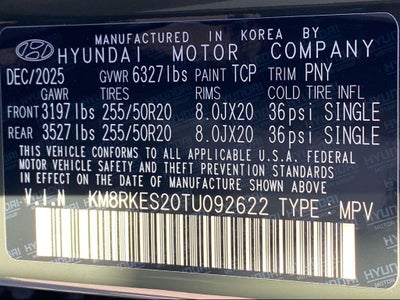 MANUFACTURED IN KOREA BY
HYUNDAI MOTOR COMPANY
DEC/2025 GVWR 6327lbs PAINT TCP TRIM PNY
GAWR TIRES RIMS COLD TIRE INFL
FRONT 3197lbs 255/50R20 8.0JX20 36psi SINGLE
REAR 3527lbs 255/50R20 8.0JX20 36psi SINGLE
THIS VEHICLE CONFORMS TO ALL APPLICABLE U.S.A. FEDERAL
MOTOR VEHICLE SAFETY AND THEFT PREVENTION STANDARDS
IN EFFECT ON THE DATE OF MANUFACTURE SHOWN ABOVE
V.I.N KM8RKES20TU092622 TYPE: MPV